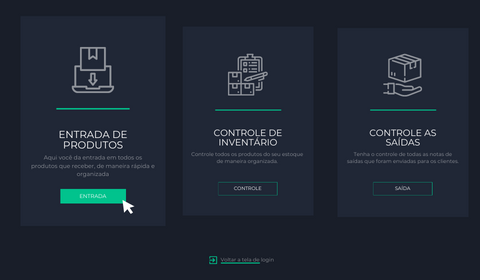 ENTRADA DE
PRODUTOS
Aqui você da entrada em todos os
produtos que receber, de maneira rápida e
organizada
ENTRADA
CONTROLE DE
INVENTÁRIO
Controle todos os produtos do seu estoque
de maneira organizada.
CONTROLE
CONTROLE AS
SAÍDAS
Tenha o controle de todas as notas de
saídas que foram enviadas para os clientes.
SAÍDA
Voltar a tela de login